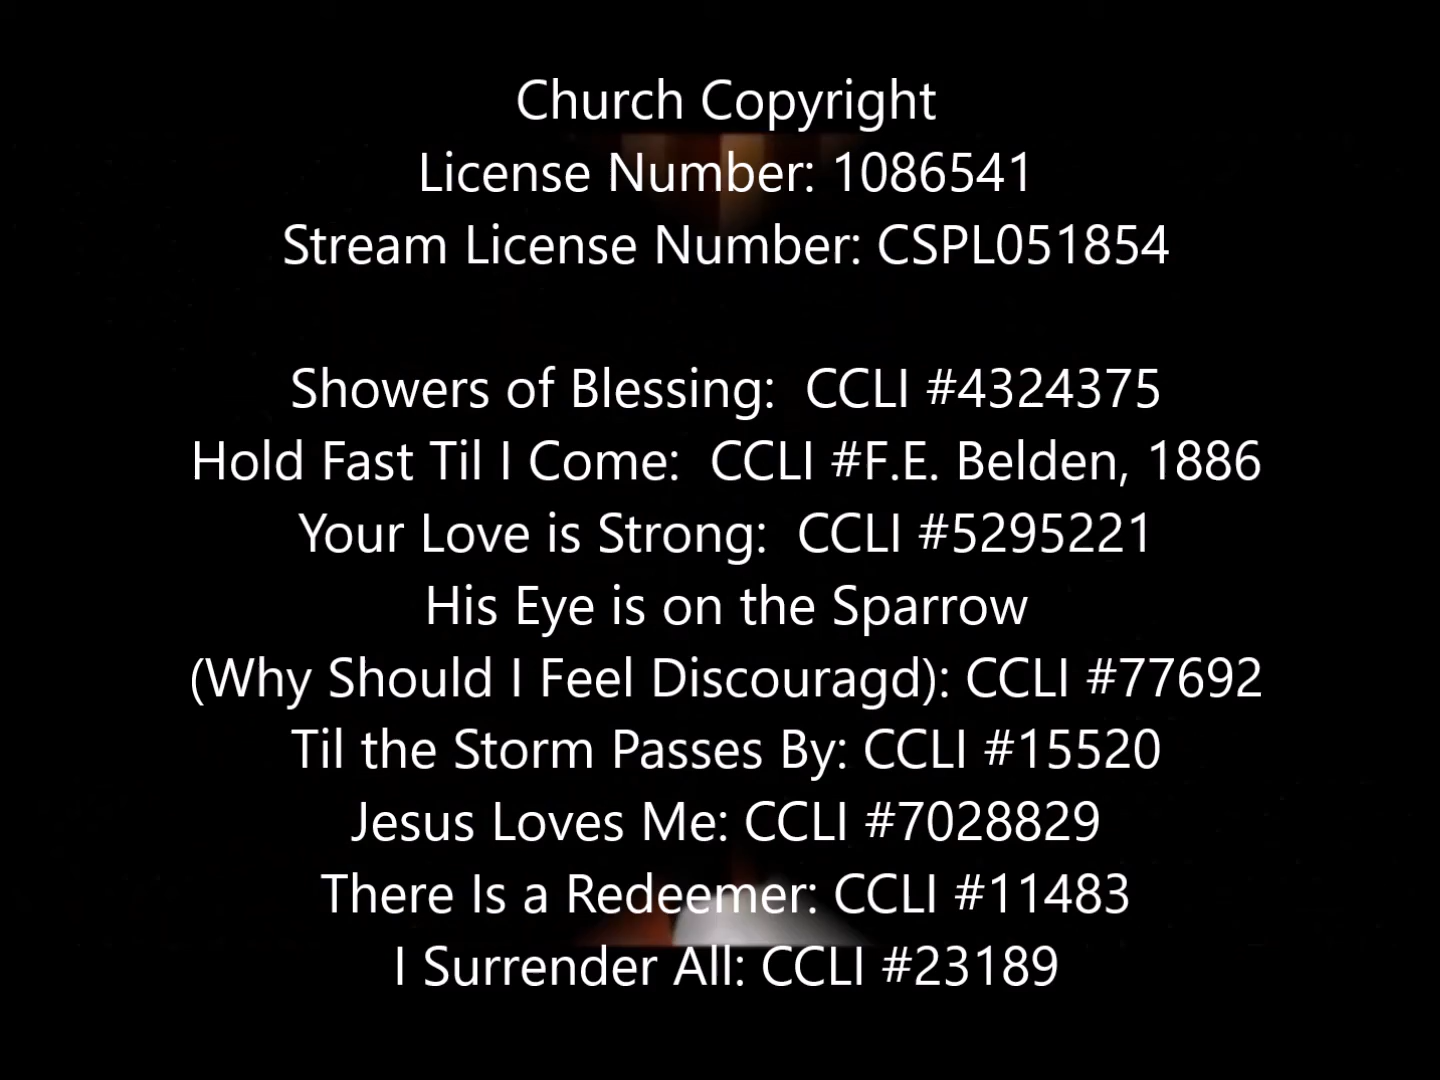 Church Copyright
License Number: 1086541
Stream License Number: CSPL051854
Showers of Blessing:  CCLI #4324375
Hold Fast Til I Come:  CCLI #F.E. Belden, 1886
Your Love is Strong:  CCLI #5295221
His Eye is on the Sparrow
(Why Should I Feel Discouragd): CCLI #77692
Til the Storm Passes By: CCLI #15520
Jesus Loves Me: CCLI #7028829
There Is a Redeemer: CCLI #11483
I Surrender All: CCLI #23189